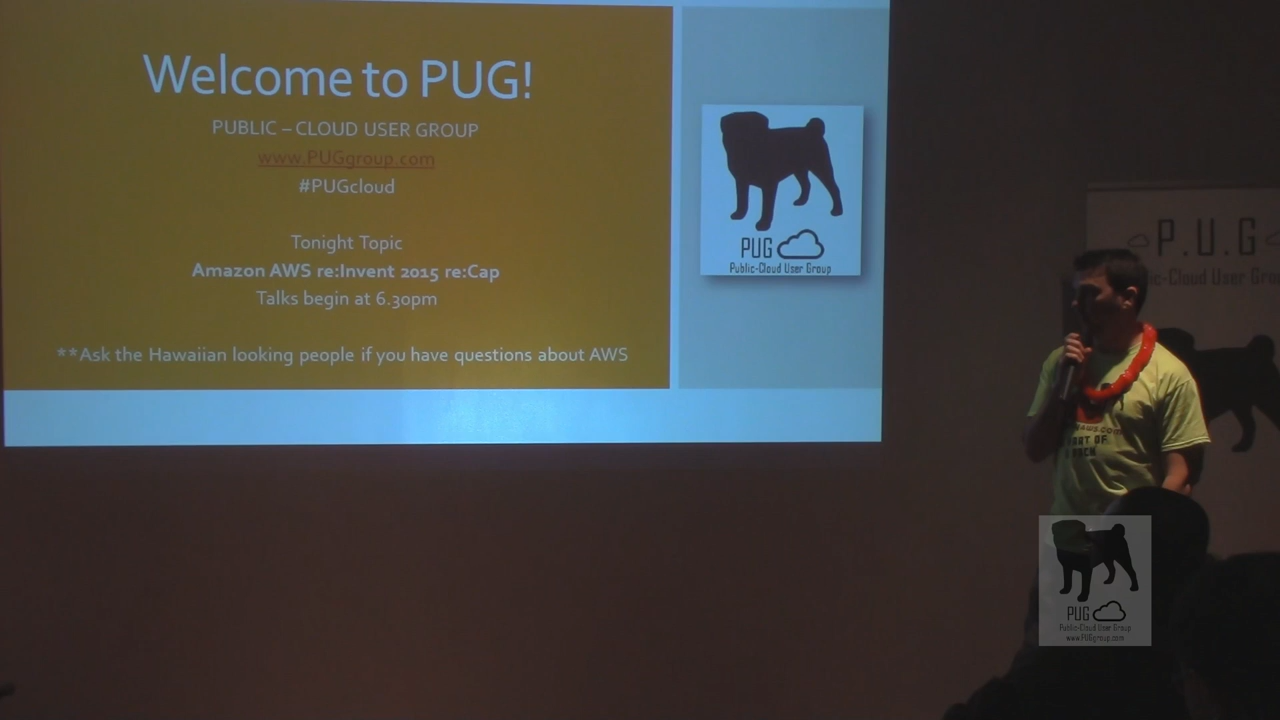 Welcome to PUG!
PUBLIC – CLOUD USER GROUP
www.PUGgroup.com
#PUGcloud
Tonight Topic
Amazon AWS re:Invent 2015 re:Cap
Talks begin at 6.30pm
**Ask the Hawaiian looking people if you have questions about AWS
PUG
Public-Cloud User Group
P.U.G
Cloud User
PUG
Public-Cloud User Group
www.PUGgroup.com